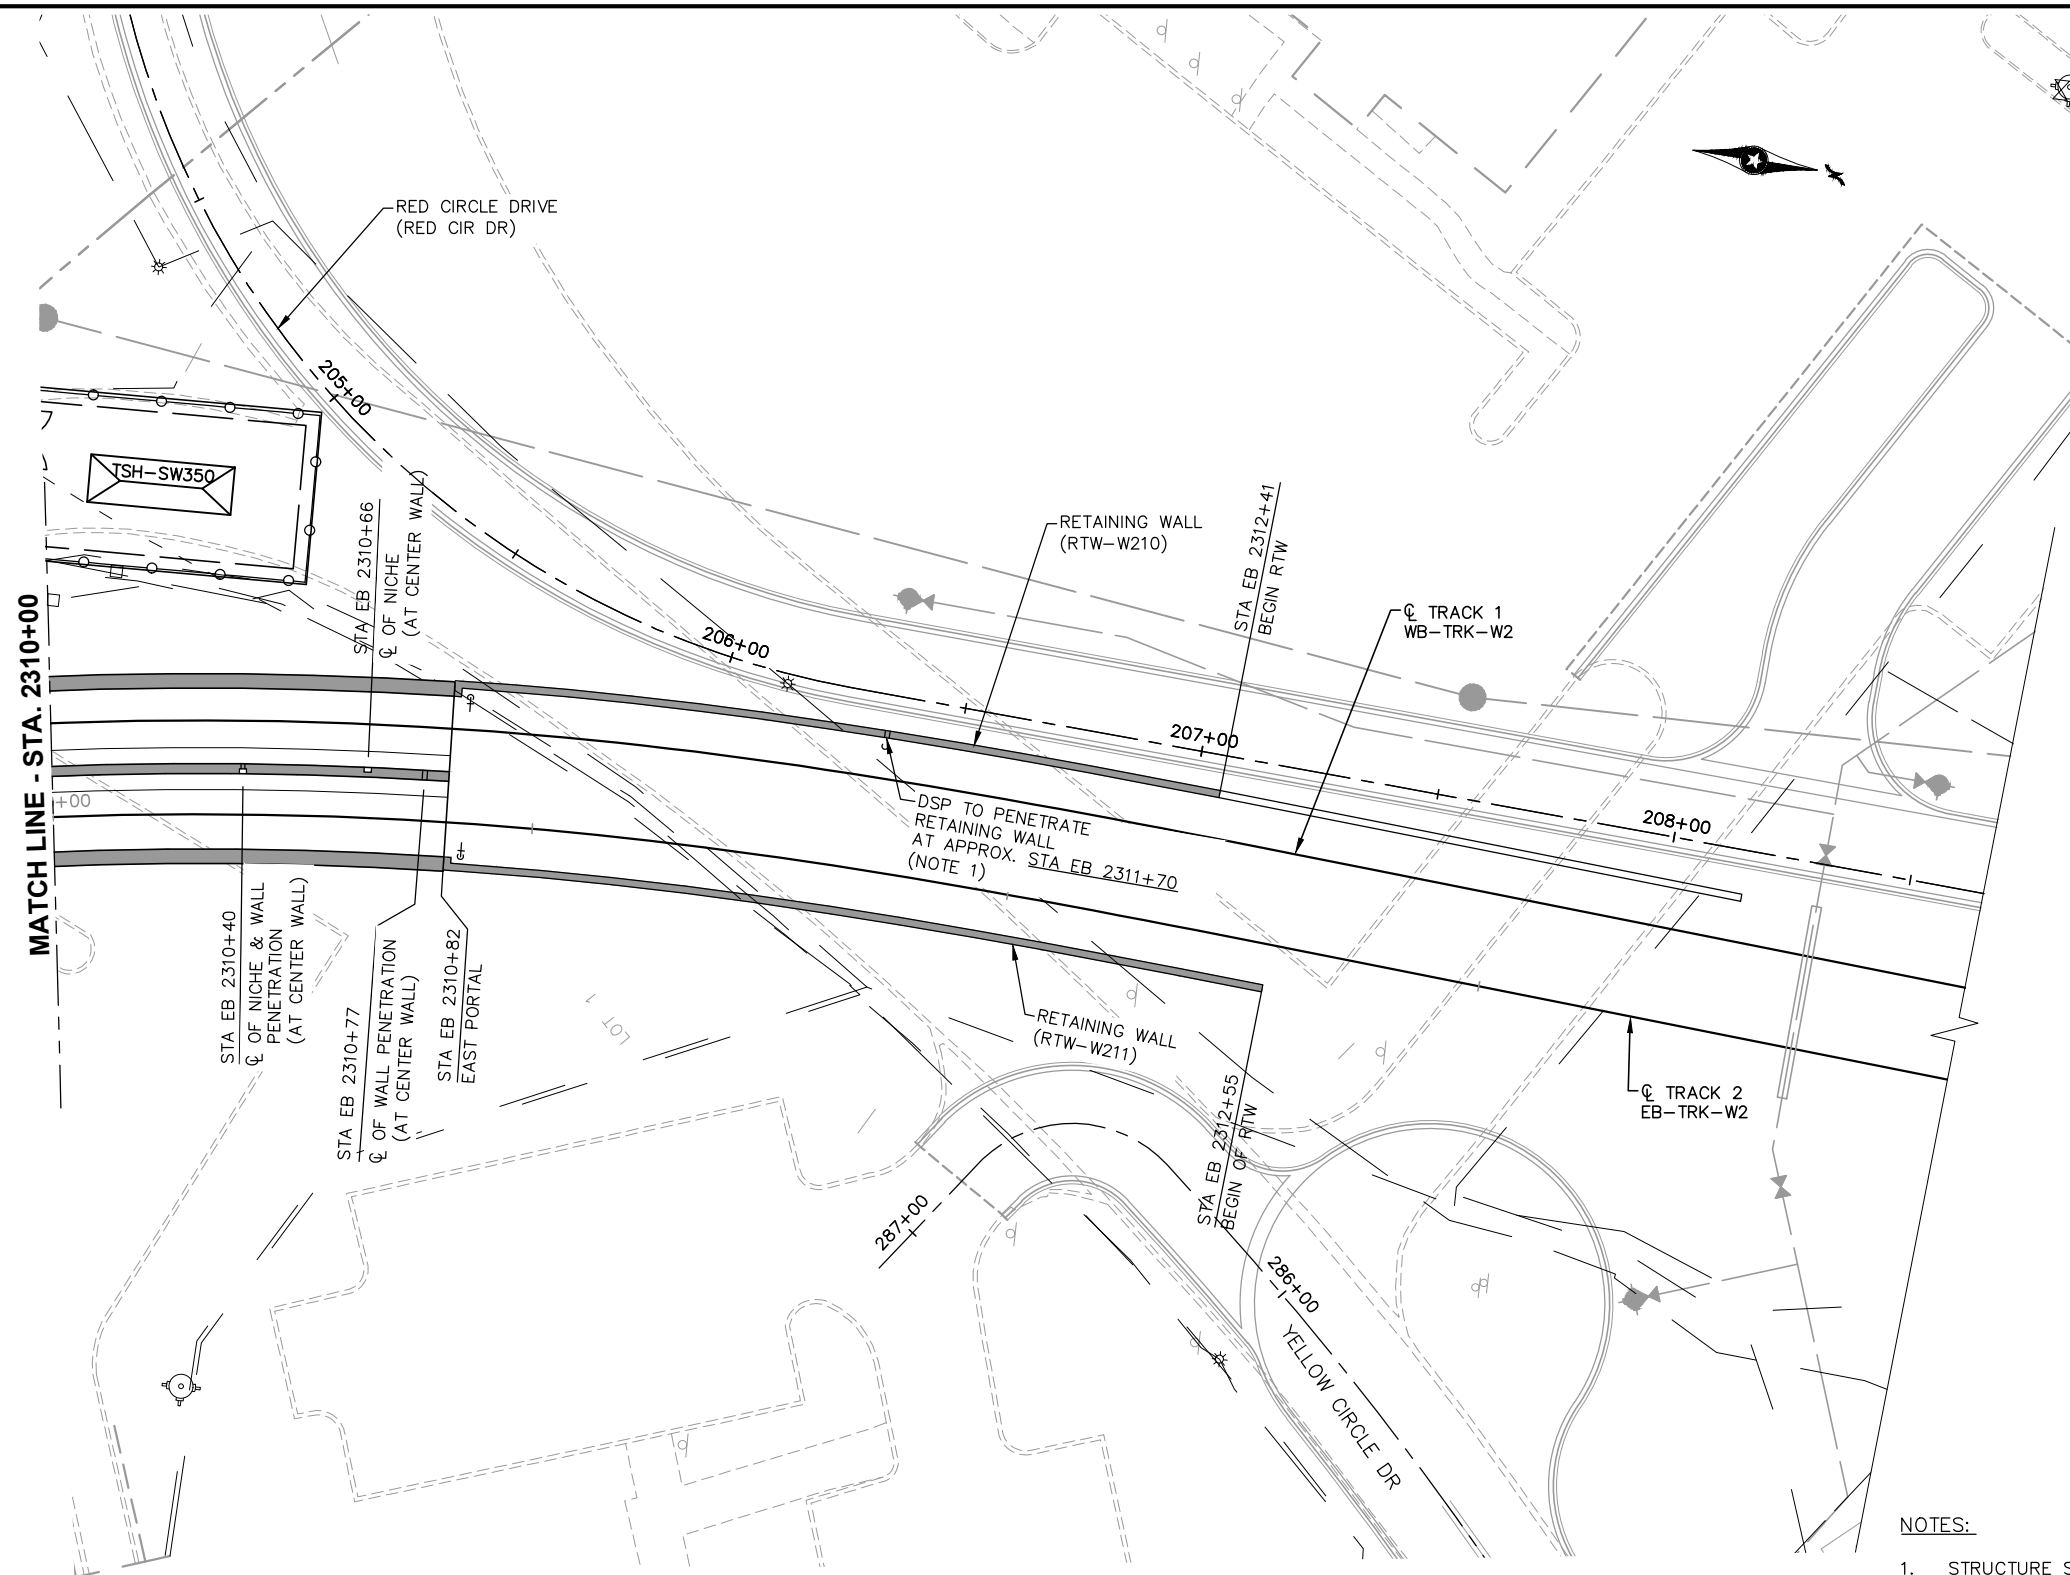 RED CIRCLE DRIVE
(RED CIR DR)
205+00
TSH-SW350
STA EB 2310+66
℄ OF NICHE
(AT CENTER WALL)
MATCH LINE - STA. 2310+00
+00
206+00
RETAINING WALL
(RTW-W210)
STA EB 2312+41
BEGIN RTW
℄ TRACK 1
WB-TRK-W2
207+00
208+00
DSP TO PENETRATE
RETAINING WALL
AT APPROX. STA EB 2311+70
(NOTE 1)
STA EB 2310+40
℄ OF NICHE & WALL
PENETRATION
(AT CENTER WALL)
STA EB 2310+77
℄ OF WALL PENETRATION
(AT CENTER WALL)
STA EB 2310+82
EAST PORTAL
LOT 1
RETAINING WALL
(RTW-W211)
STA EB 2312+55
BEGIN OF RTW
℄ TRACK 2
EB-TRK-W2
287+00
286+00
YELLOW CIRCLE DR
NOTES:
1. STRUCTURE S